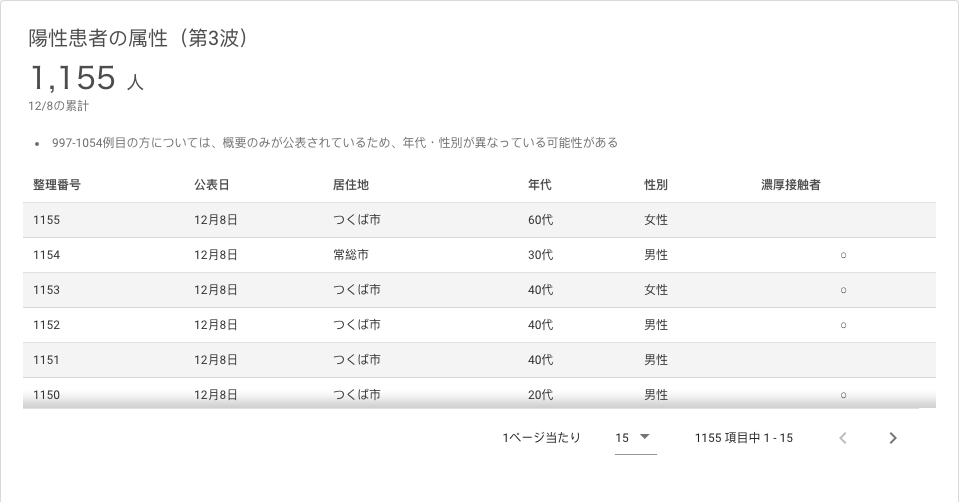 陽性患者の属性（第3波）
1,155 人
12/8の累計
• 997-1054例目の方については、概要のみが公表されているため、年代・性別が異なっている可能性がある
整理番号 公表日 居住地 年代 性別 濃厚接触者
1155 12月8日 つくば市 60代 女性
1154 12月8日 常総市 30代 男性 ○
1153 12月8日 つくば市 40代 女性 ○
1152 12月8日 つくば市 40代 男性 ○
1151 12月8日 つくば市 40代 男性
1150 12月8日 つくば市 20代 男性 ○
1ページ当たり 15 1155 項目中 1 - 15